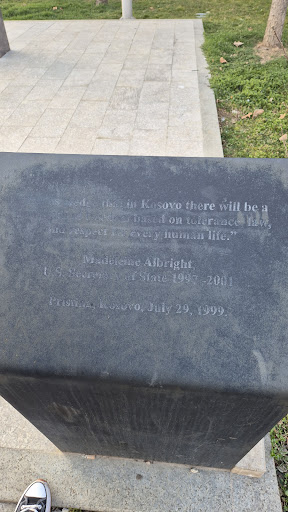 that in Kosovo there will be a
based on tolerance, law,
and respect for every human life."
Madeleine Albright,
U.S. Secretary of State 1997-2001
Pristina, Kosovo, July 29, 1999.